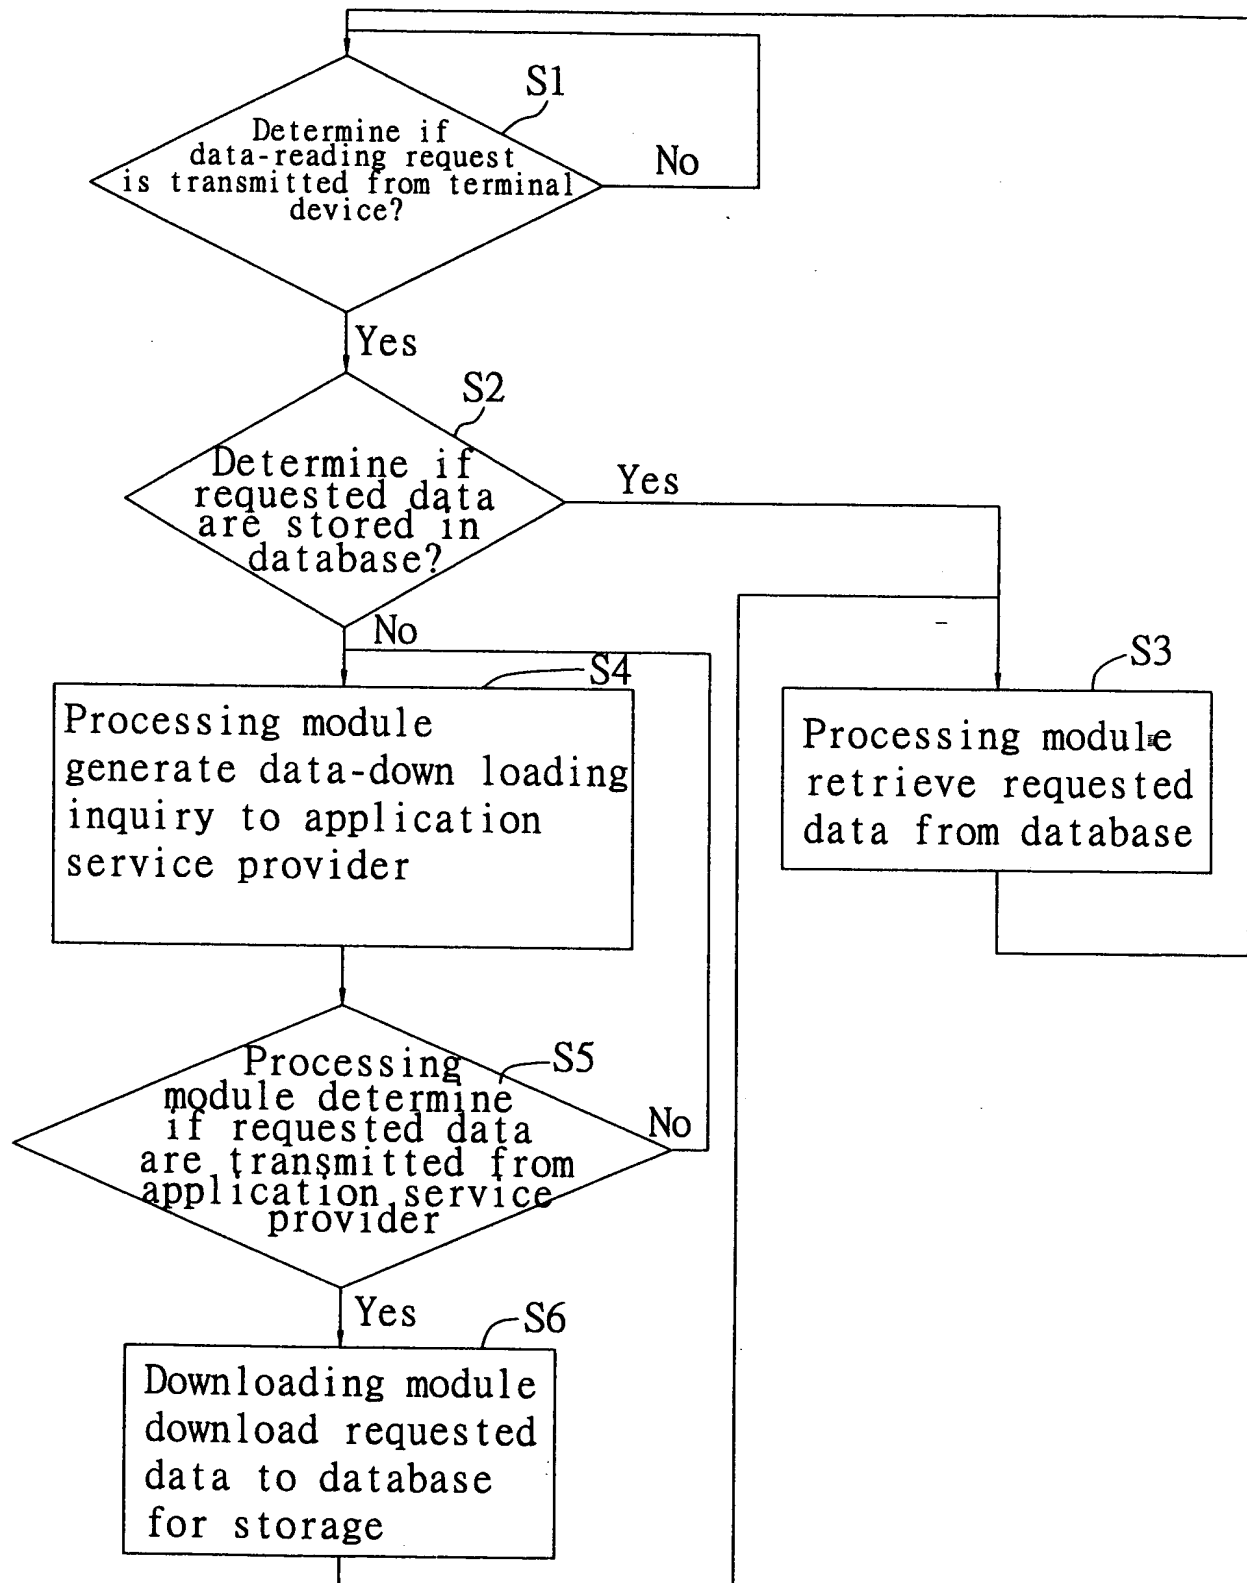 S1
Determine if
data-reading request
is transmitted from terminal
device?
No
Yes
S2
Determine if
requested data
are stored in
database?
Yes
No
S4
Processing module
generate data-down loading
inquiry to application
service provider
S3
Processing module
retrieve requested
data from database
S5
Processing
module determine
if requested data
are transmitted from
application service
provider
No
Yes
S6
Downloading module
download requested
data to database
for storage